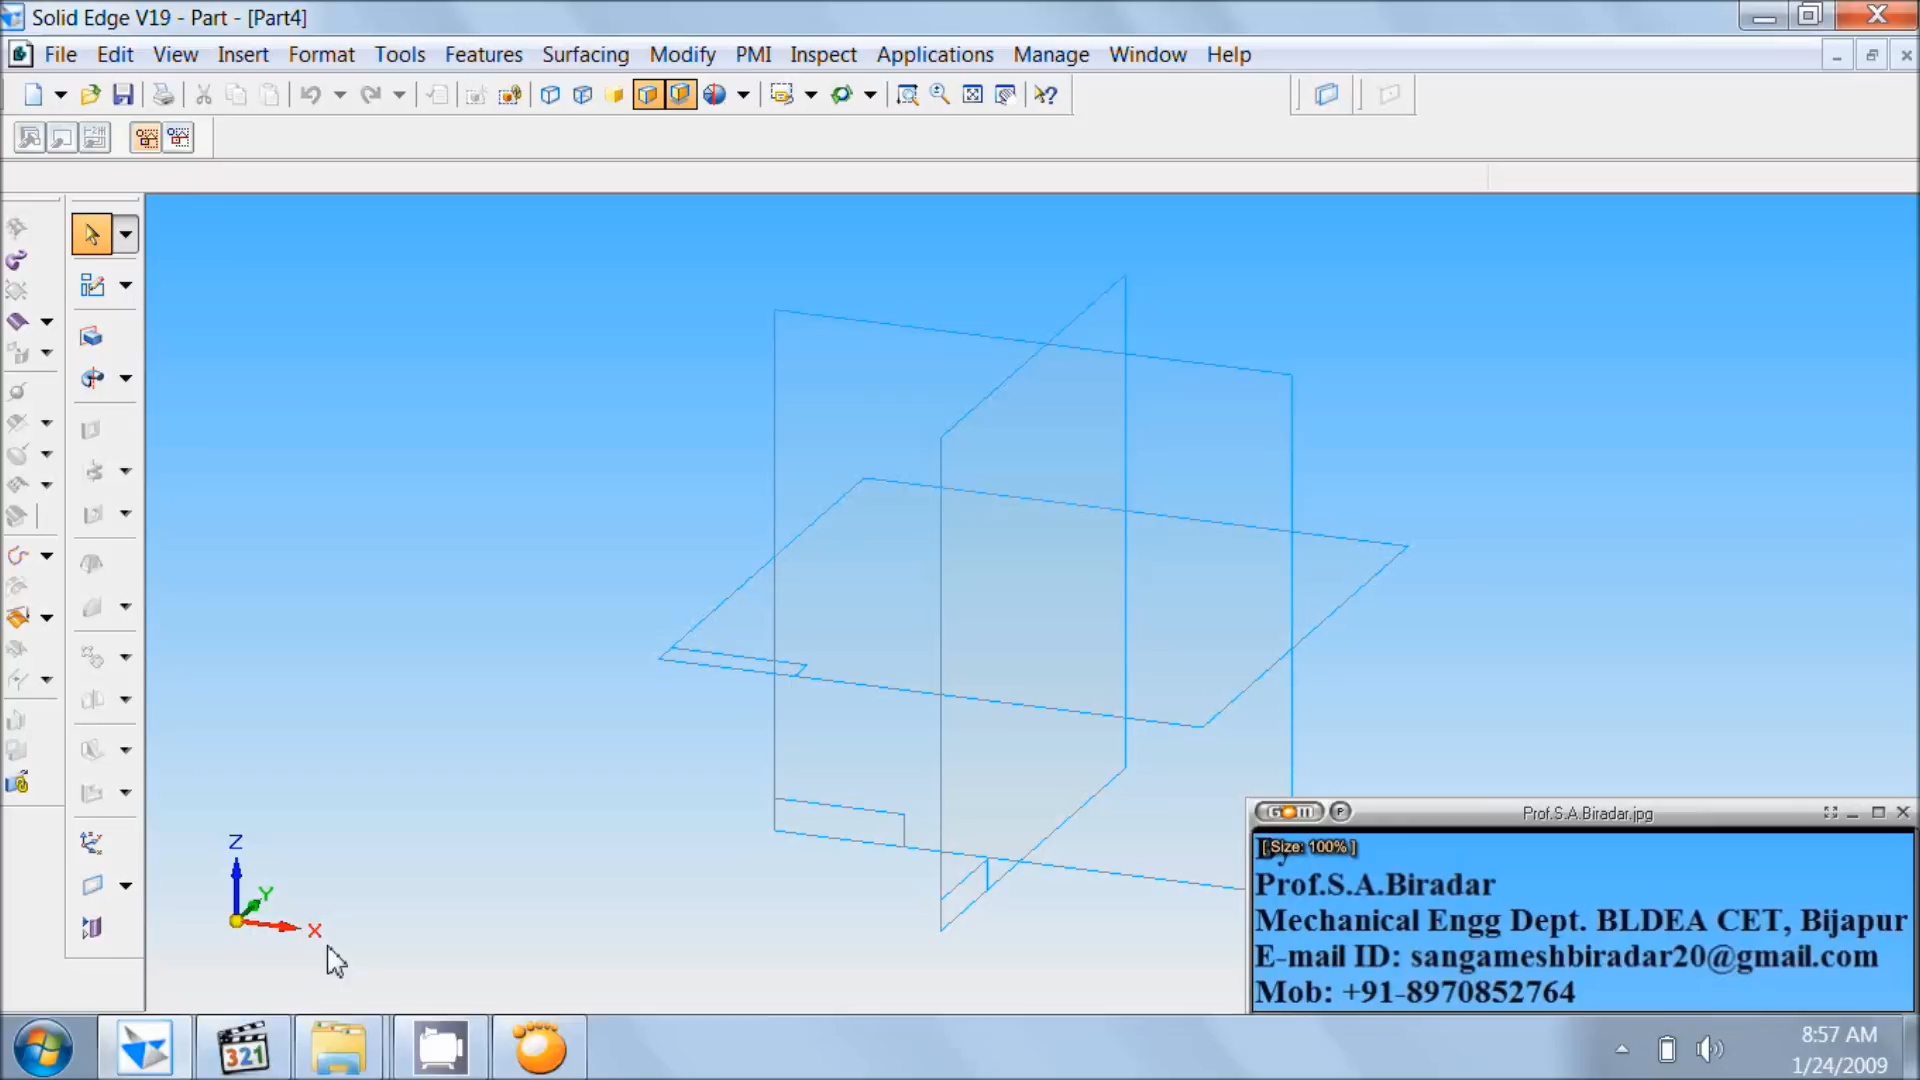 Solid Edge V19 - Part - [Part4]
File Edit View Insert Format Tools Features Surfacing Modify PMI Inspect Applications Manage Window Help
Z
Y
X
Prof.S.A.Biradar.jpg
[Size: 100% ]
Prof.S.A.Biradar
Mechanical Engg Dept. BLDEA CET, Bijapur
E-mail ID: sangameshbiradar20@gmail.com
Mob: +91-8970852764
321
8:57 AM
1/24/2009